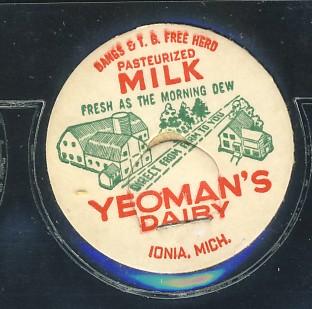 BANGS & T. B. FREE HERD
PASTEURIZED
MILK
FRESH AS THE MORNING DEW
DIRECT FROM FARM TO YOU
YEOMAN'S
DAIRY
IONIA, MICH.